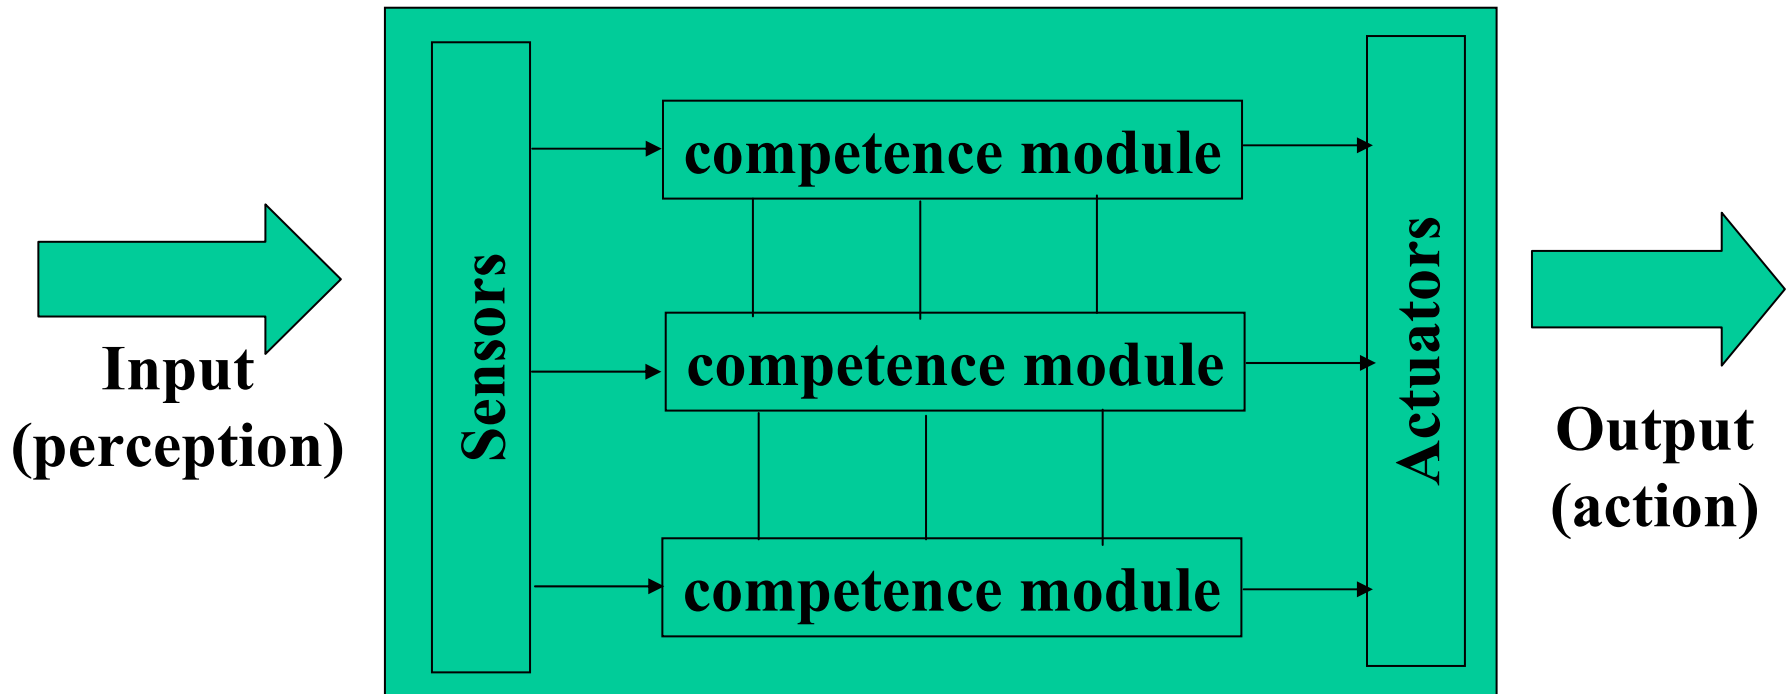 Input
(perception)
Sensors
competence module
competence module
competence module
Actuators
Output
(action)